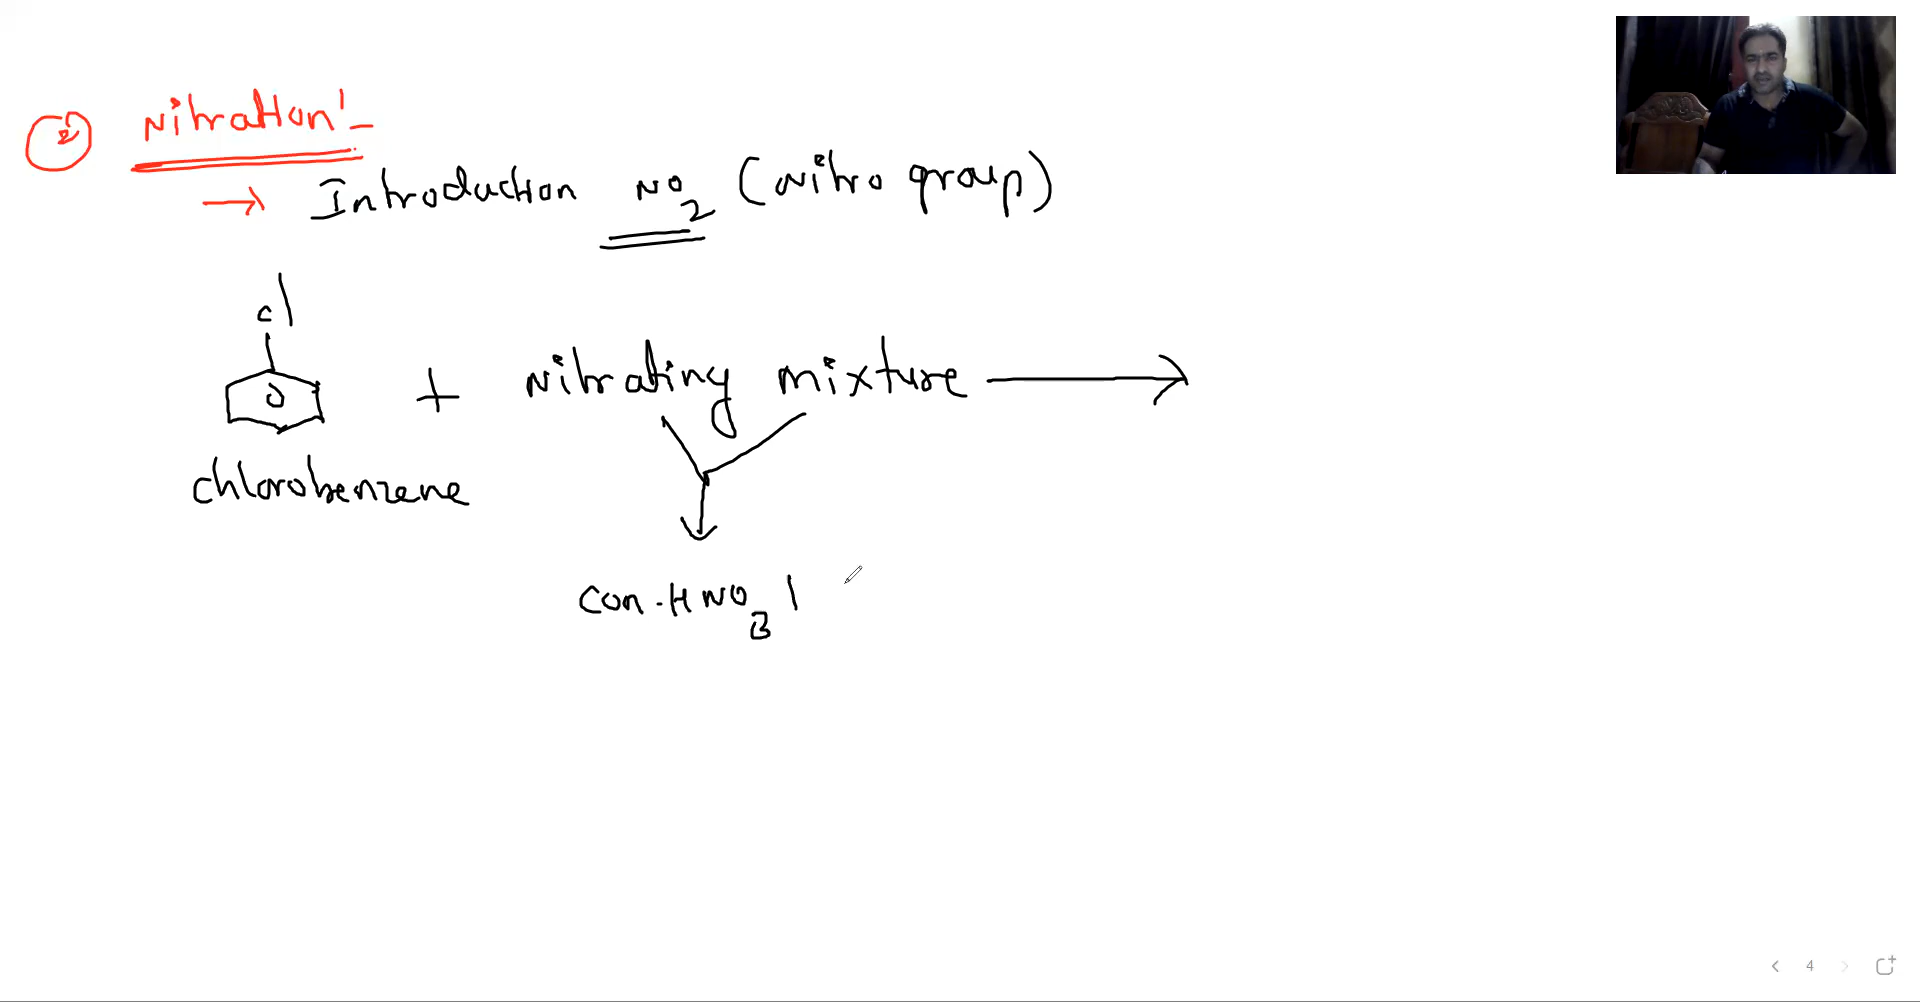 ② Nitration:-
→ Introduction NO2 (Nitro group)
Cl
+ Nitrating mixture ⟶
chlorobenzene
Con. HNO3 /
4